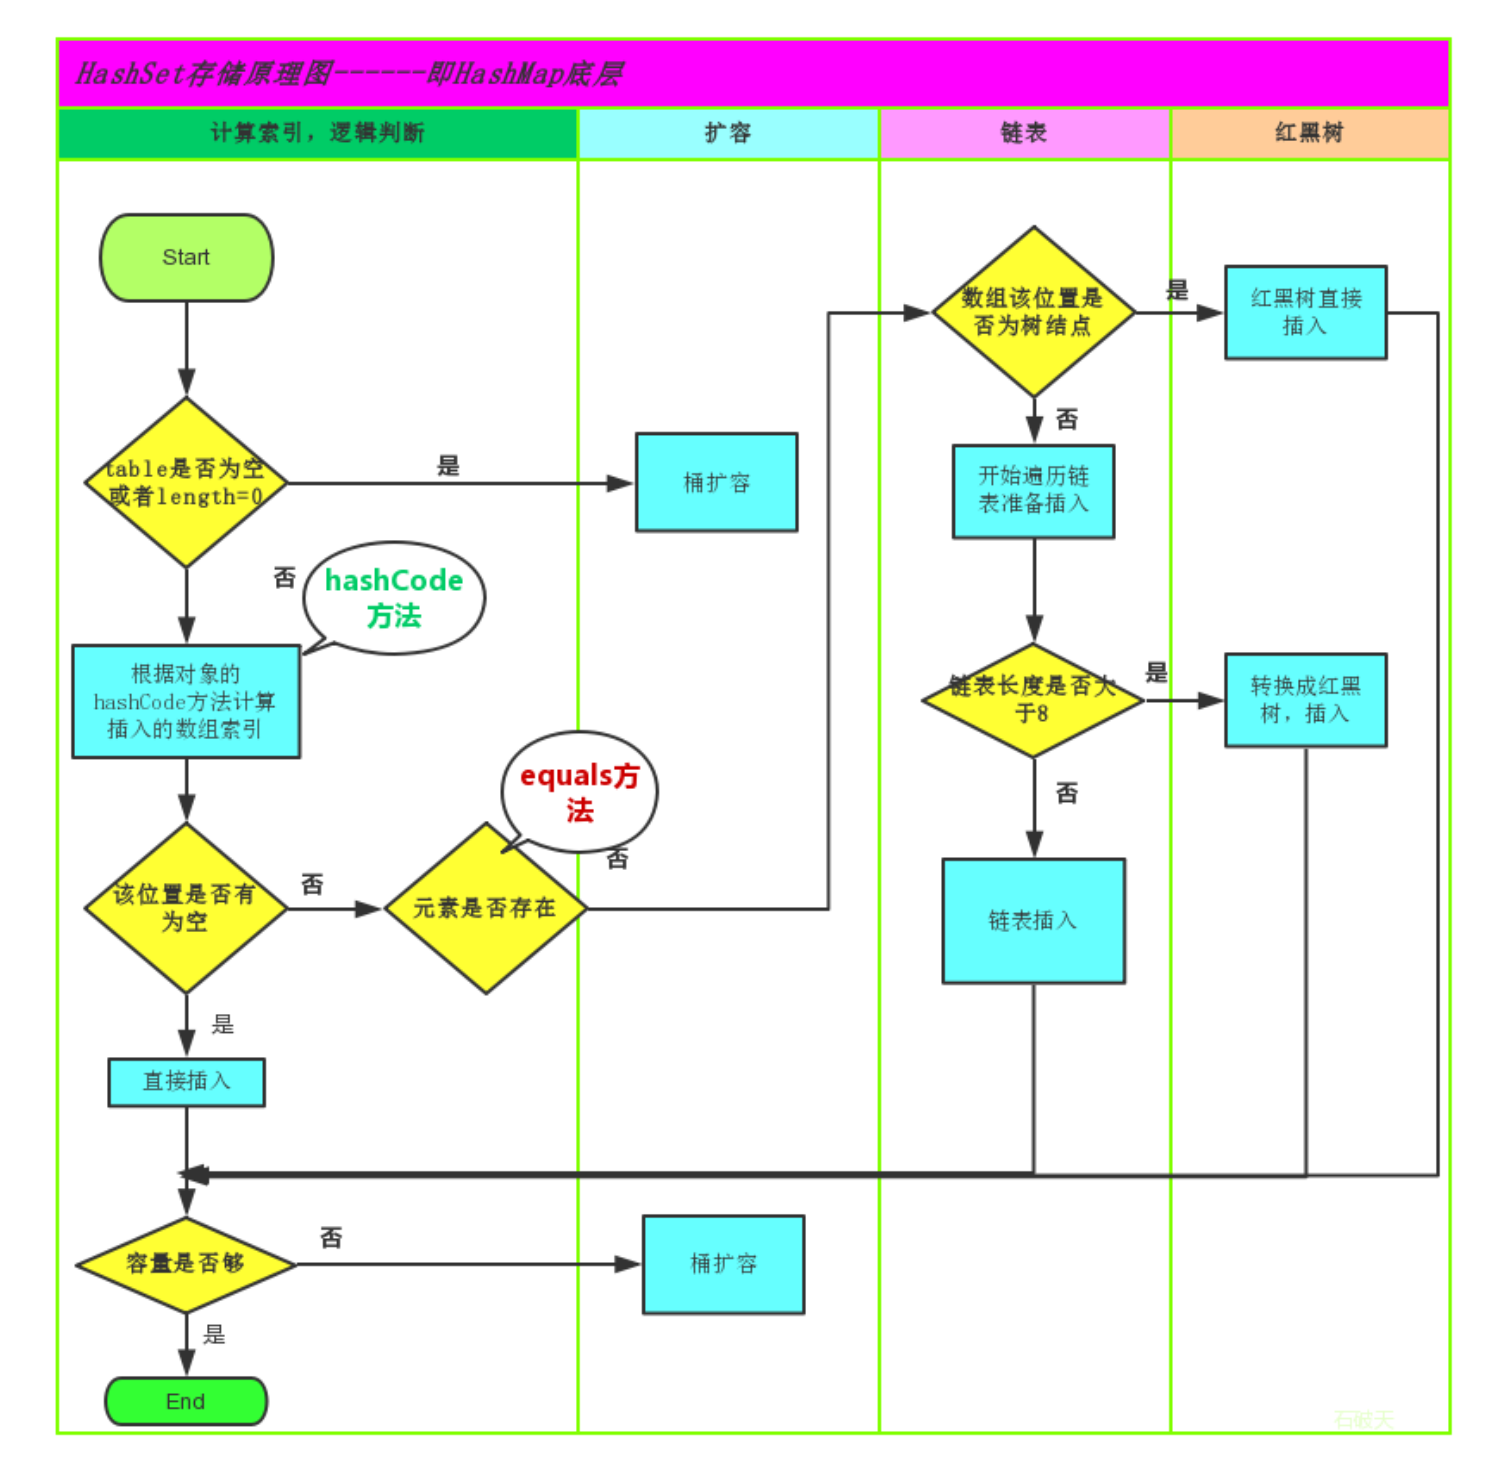 HashSet存储原理图------即HashMap底层
计算索引，逻辑判断
扩容
链表
红黑树
Start
table是否为空
或者length=0
是
桶扩容
否
hashCode
方法
根据对象的
hashCode方法计算
插入的数组索引
该位置是否有
为空
否
元素是否存在
equals方
法
否
是
直接插入
数组该位置是
否为树结点
是
红黑树直接
插入
否
开始遍历链
表准备插入
链表长度是否大
于8
是
转换成红黑
树，插入
否
链表插入
容量是否够
否
桶扩容
是
End
石破天